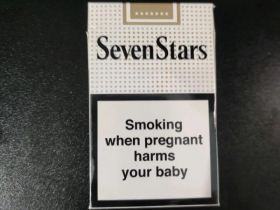 SevenStars
Smoking
when pregnant
harms
your baby